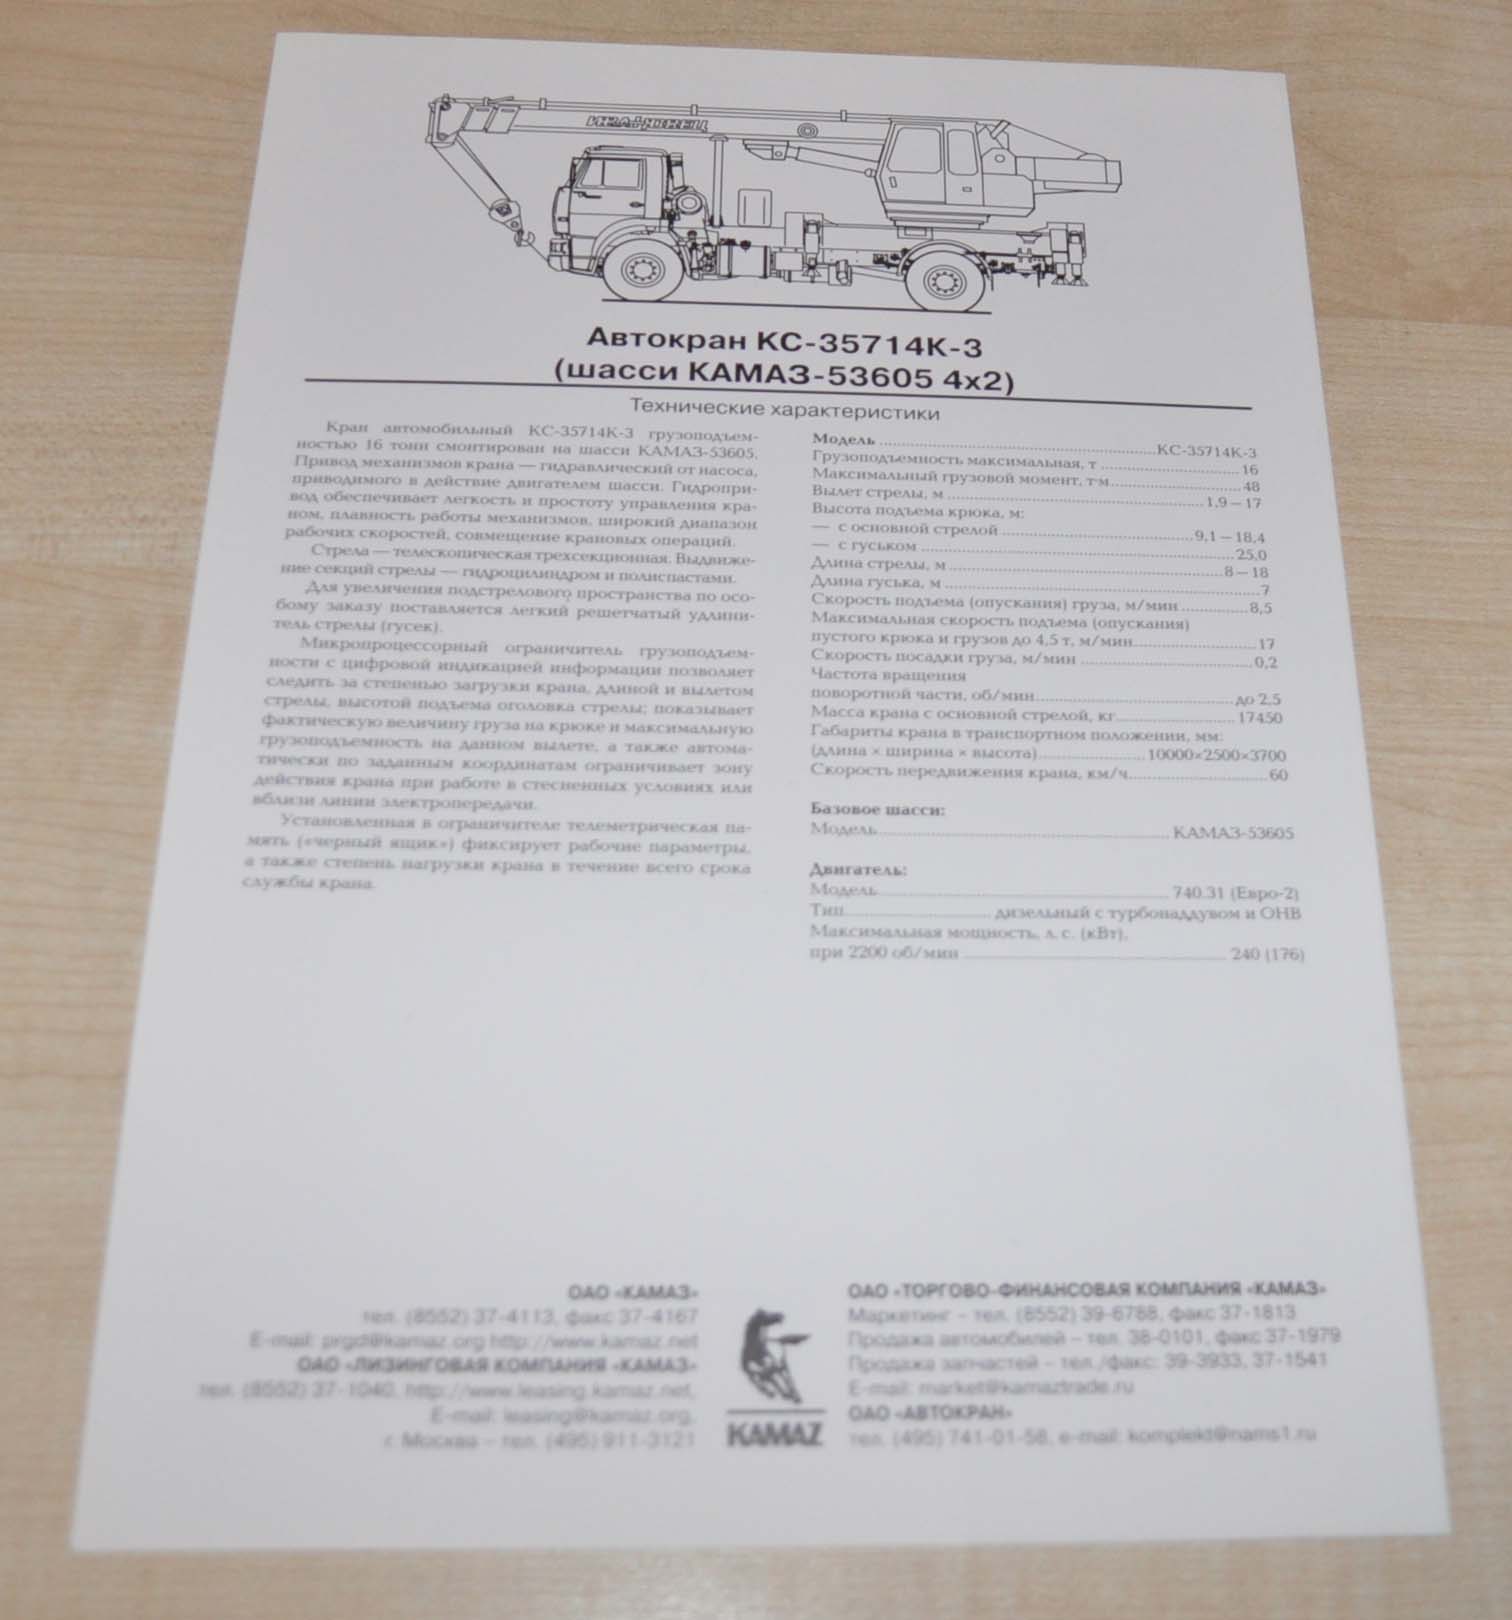 ИВАНОВЕЦ
Автокран КС-35714К-3
(шасси КАМАЗ-53605 4х2)
Технические характеристики
Кран автомобильный КС-35714К-3 грузоподъем-
ностью 16 тонн смонтирован на шасси КАМАЗ-53605.
Привод механизмов крана — гидравлический от насоса,
приводимого в действие двигателем шасси. Гидропри-
вод обеспечивает легкость и простоту управления кра-
ном, плавность работы механизмов, широкий диапазон
рабочих скоростей, совмещение крановых операций.
Стрела — телескопическая трехсекционная. Выдвиже-
ние секций стрелы — гидроцилиндром и полиспастами.
Для увеличения подстрелового пространства по осо-
бому заказу поставляется легкий решетчатый удлини-
тель стрелы (гусек).
Микропроцессорный ограничитель грузоподъем-
ности с цифровой индикацией информации позволяет
следить за степенью загрузки крана, длиной и вылетом
стрелы, высотой подъема оголовка стрелы; показывает
фактическую величину груза на крюке и максимальную
грузоподъемность на данном вылете, а также автома-
тически по заданным координатам ограничивает зону
действия крана при работе в стесненных условиях или
вблизи линии электропередачи.
Установленная в ограничителе телеметрическая па-
мять («черный ящик») фиксирует рабочие параметры,
а также степень нагрузки крана в течение всего срока
службы крана.
Модель ........ КС-35714К-3
Грузоподъемность максимальная, т ........ 16
Максимальный грузовой момент, т·м ........ 48
Вылет стрелы, м ........ 1,9 — 17
Высота подъема крюка, м:
— с основной стрелой ........ 9,1 — 18,4
— с гуськом ........ 25,0
Длина стрелы, м ........ 8 — 18
Длина гуська, м ........ 7
Скорость подъема (опускания) груза, м/мин ........ 8,5
Максимальная скорость подъема (опускания)
пустого крюка и грузов до 4,5 т, м/мин ........ 17
Скорость посадки груза, м/мин ........ 0,2
Частота вращения
поворотной части, об/мин ........ до 2,5
Масса крана с основной стрелой, кг ........ 17450
Габариты крана в транспортном положении, мм:
(длина × ширина × высота) ........ 10000×2500×3700
Скорость передвижения крана, км/ч ........ 60
Базовое шасси:
Модель ........ КАМАЗ-53605
Двигатель:
Модель ........ 740.31 (Евро-2)
Тип ........ дизельный с турбонаддувом и ОНВ
Максимальная мощность, л. с. (кВт),
при 2200 об/мин ........ 240 (176)
ОАО «КАМАЗ»
тел. (8552) 37-4113, факс 37-4167
E-mail: prgdi@kamaz.org http://www.kamaz.net
ОАО «ЛИЗИНГОВАЯ КОМПАНИЯ «КАМАЗ»
тел. (8552) 37-1040, http://www.leasing.kamaz.net,
E-mail: leasing@kamaz.org,
г. Москва – тел. (495) 911-3121
KAMAZ
ОАО «ТОРГОВО-ФИНАНСОВАЯ КОМПАНИЯ «КАМАЗ»
Маркетинг – тел. (8552) 39-6788, факс 37-1813
Продажа автомобилей – тел. 38-0101, факс 37-1979
Продажа запчастей – тел./факс: 39-3933, 37-1541
E-mail: market@kamaztrade.ru
ОАО «АВТОКРАН»
тел. (495) 741-01-58, e-mail: komplekt@nams1.ru